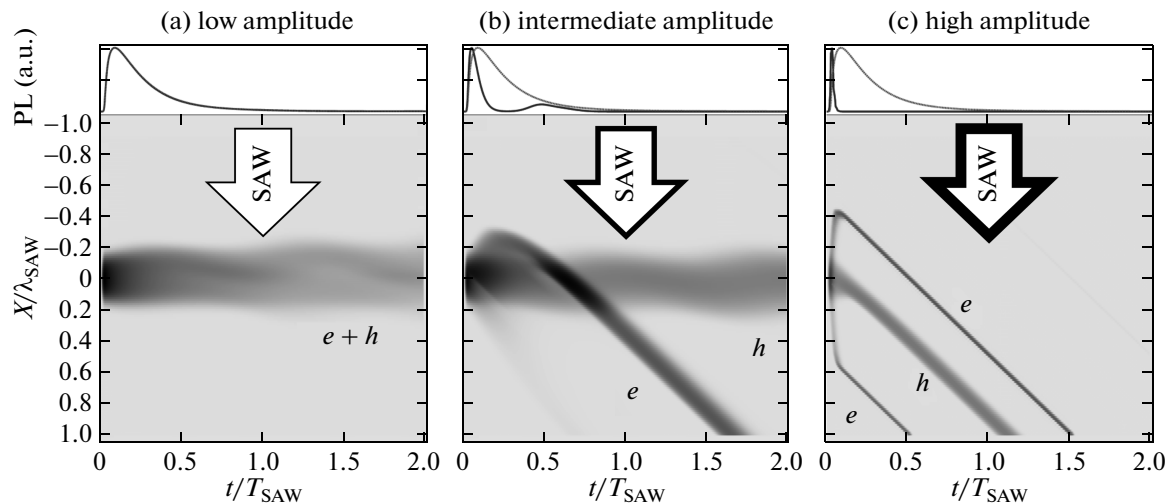 (a) low amplitude
(b) intermediate amplitude
(c) high amplitude
PL (a.u.)
X/λSAW
−1.0
−0.8
−0.6
−0.4
−0.2
0
0.2
0.4
0.6
0.8
1.0
SAW
SAW
SAW
e + h
e
h
e
h
e
0 0.5 1.0 1.5 2.0
0 0.5 1.0 1.5 2.0
0 0.5 1.0 1.5 2.0
t/TSAW
t/TSAW
t/TSAW